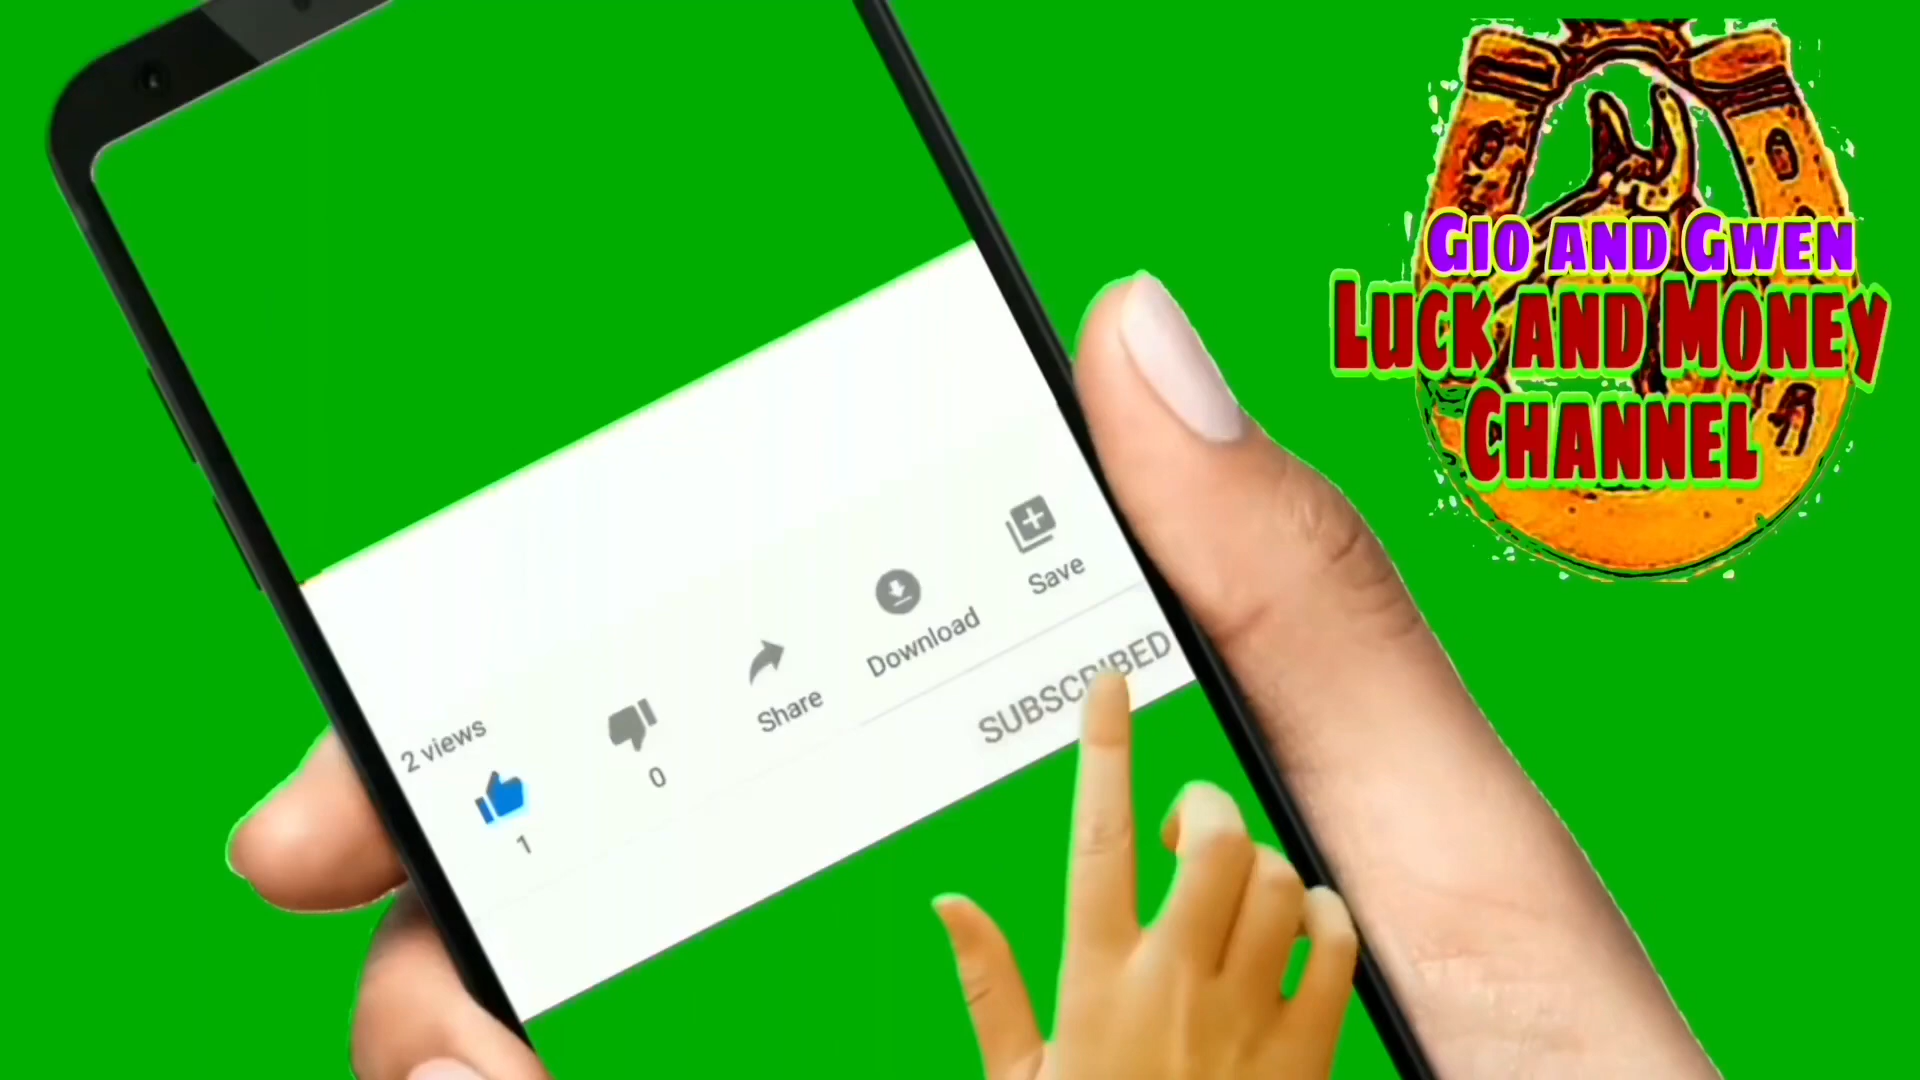 GIO AND GWEN
LUCK AND MONEY
CHANNEL
Save
Download
Share
2 views
0
1
SUBSCRIBED